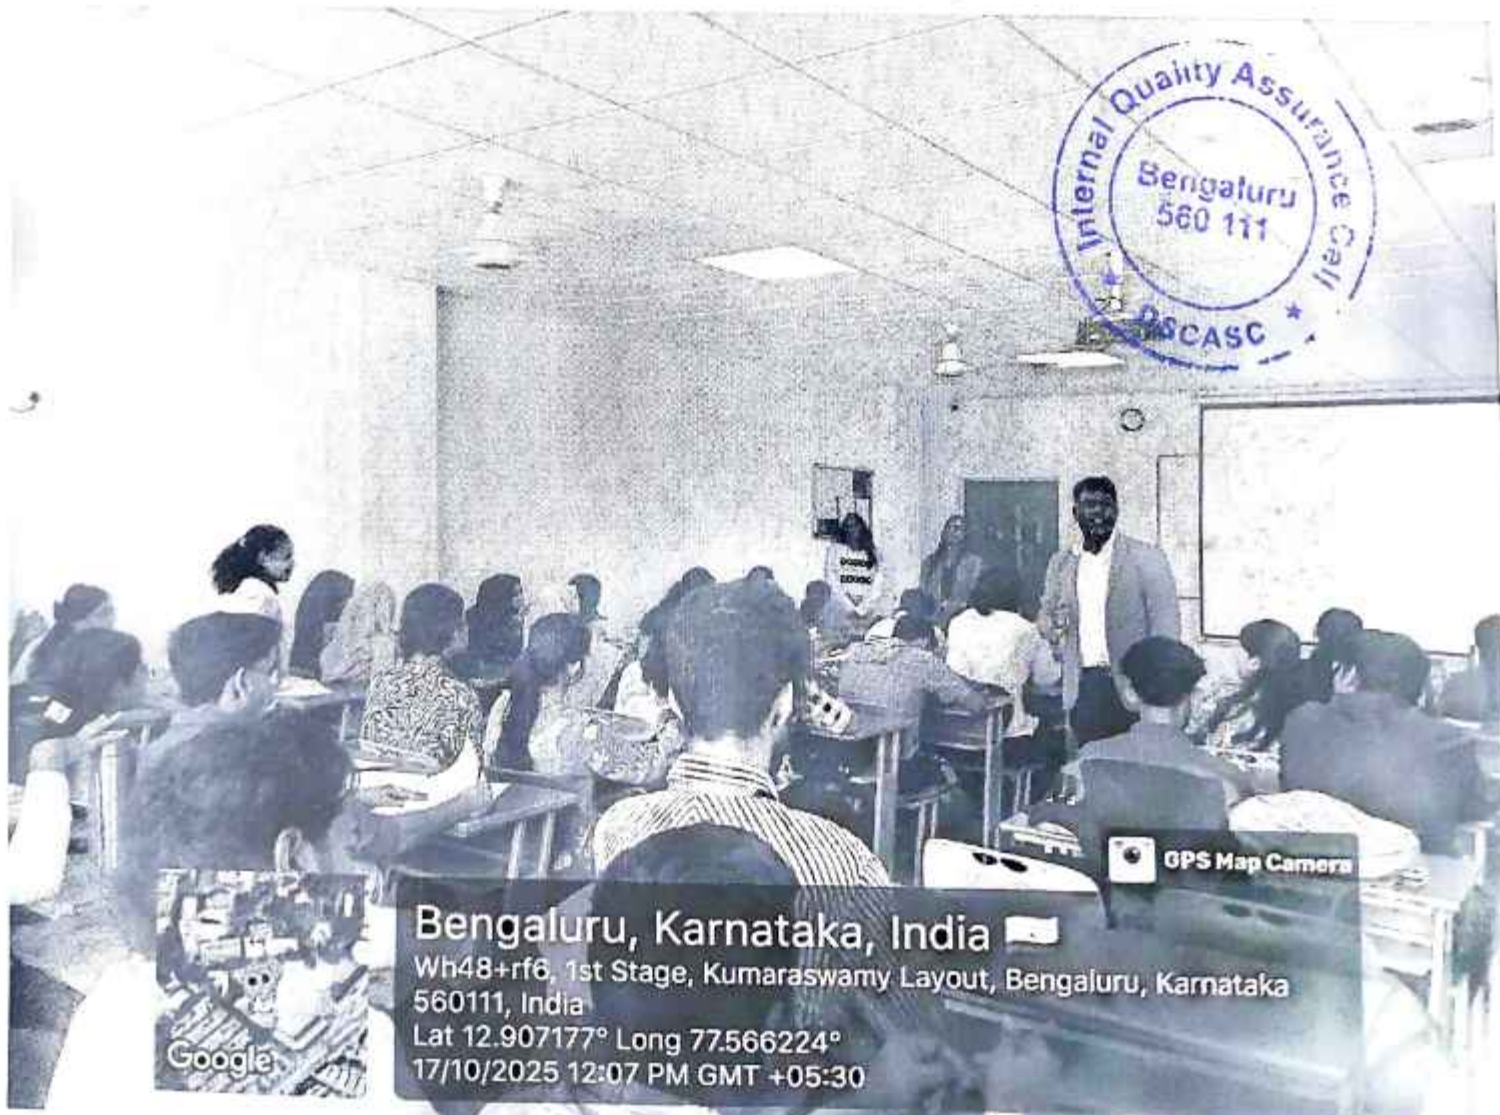 Internal Quality Assurance Cell
Bengaluru
560 111
★ DSCASC ★
GPS Map Camera
Bengaluru, Karnataka, India
Wh48+rf6, 1st Stage, Kumaraswamy Layout, Bengaluru, Karnataka
560111, India
Lat 12.907177° Long 77.566224°
17/10/2025 12:07 PM GMT +05:30
Google